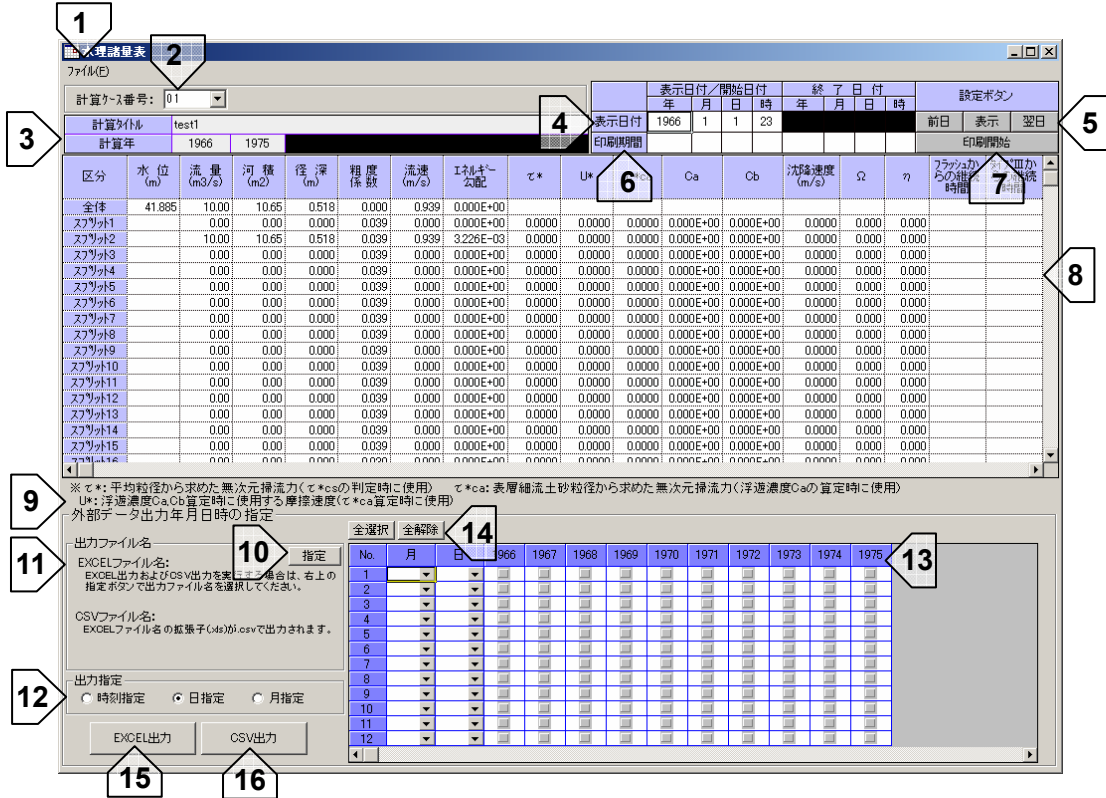 1
水理諸量表
2
ファイル(F)
計算ケース番号: 01
表示日付/開始日付 終了日付 設定ボタン
年 月 日 時 年 月 日 時
3
計算タイトル test1
4
表示日付 1966 1 1 23
前日 表示 翌日
5
計算年 1966 1975
印刷期間
印刷開始
6
7
区分 水位(m) 流量(m3/s) 河積(m2) 径深(m) 粗度係数 流速(m/s) エネルギー勾配 τ* U* Ca Cb 沈降速度(m/s) Ω η
全体 41.885 10.00 10.65 0.518 0.000 0.939 0.000E+00
スプリット1 0.00 0.00 0.000 0.039 0.000 0.000E+00 0.0000 0.0000 0.0000 0.000E+00 0.000E+00 0.0000 0.000 0.000
スプリット2 10.00 10.65 0.518 0.039 0.939 3.226E-03 0.0000 0.0000 0.0000 0.000E+00 0.000E+00 0.0000 0.000 0.000
スプリット3 0.00 0.00 0.000 0.039 0.000 0.000E+00 0.0000 0.0000 0.0000 0.000E+00 0.000E+00 0.0000 0.000 0.000
スプリット4 0.00 0.00 0.000 0.039 0.000 0.000E+00 0.0000 0.0000 0.0000 0.000E+00 0.000E+00 0.0000 0.000 0.000
8
スプリット5 0.00 0.00 0.000 0.039 0.000 0.000E+00 0.0000 0.0000 0.0000 0.000E+00 0.000E+00 0.0000 0.000 0.000
スプリット6 0.00 0.00 0.000 0.039 0.000 0.000E+00 0.0000 0.0000 0.0000 0.000E+00 0.000E+00 0.0000 0.000 0.000
スプリット7 0.00 0.00 0.000 0.039 0.000 0.000E+00 0.0000 0.0000 0.0000 0.000E+00 0.000E+00 0.0000 0.000 0.000
スプリット8 0.00 0.00 0.000 0.039 0.000 0.000E+00 0.0000 0.0000 0.0000 0.000E+00 0.000E+00 0.0000 0.000 0.000
スプリット9 0.00 0.00 0.000 0.039 0.000 0.000E+00 0.0000 0.0000 0.0000 0.000E+00 0.000E+00 0.0000 0.000 0.000
スプリット10 0.00 0.00 0.000 0.039 0.000 0.000E+00 0.0000 0.0000 0.0000 0.000E+00 0.000E+00 0.0000 0.000 0.000
スプリット11 0.00 0.00 0.000 0.039 0.000 0.000E+00 0.0000 0.0000 0.0000 0.000E+00 0.000E+00 0.0000 0.000 0.000
スプリット12 0.00 0.00 0.000 0.039 0.000 0.000E+00 0.0000 0.0000 0.0000 0.000E+00 0.000E+00 0.0000 0.000 0.000
スプリット13 0.00 0.00 0.000 0.039 0.000 0.000E+00 0.0000 0.0000 0.0000 0.000E+00 0.000E+00 0.0000 0.000 0.000
スプリット14 0.00 0.00 0.000 0.039 0.000 0.000E+00 0.0000 0.0000 0.0000 0.000E+00 0.000E+00 0.0000 0.000 0.000
スプリット15 0.00 0.00 0.000 0.039 0.000 0.000E+00 0.0000 0.0000 0.0000 0.000E+00 0.000E+00 0.0000 0.000 0.000
9
※τ*:平均粒径から求めた無次元掃流力(τ*csの判定時に使用) τ*ca:表層細流土砂粒径から求めた無次元掃流力(浮遊濃度Caの算定時に使用)
U*:浮遊濃度Ca,Cb算定時に使用する摩擦速度(τ*ca算定時に使用)
外部データ出力年月日時の指定
全選択 全解除
14
11
出力ファイル名
10
指定
EXCELファイル名:
EXCEL出力およびCSV出力を実行する場合は、右上の
指定ボタンで出力ファイル名を選択してください。
CSVファイル名:
EXCELファイル名の拡張子(.xls)が.csvで出力されます。
12
出力指定
時刻指定 日指定 月指定
EXCEL出力 CSV出力
15
16
No. 月 日 1966 1967 1968 1969 1970 1971 1972 1973 1974 1975
13
1
2
3
4
5
6
7
8
9
10
11
12